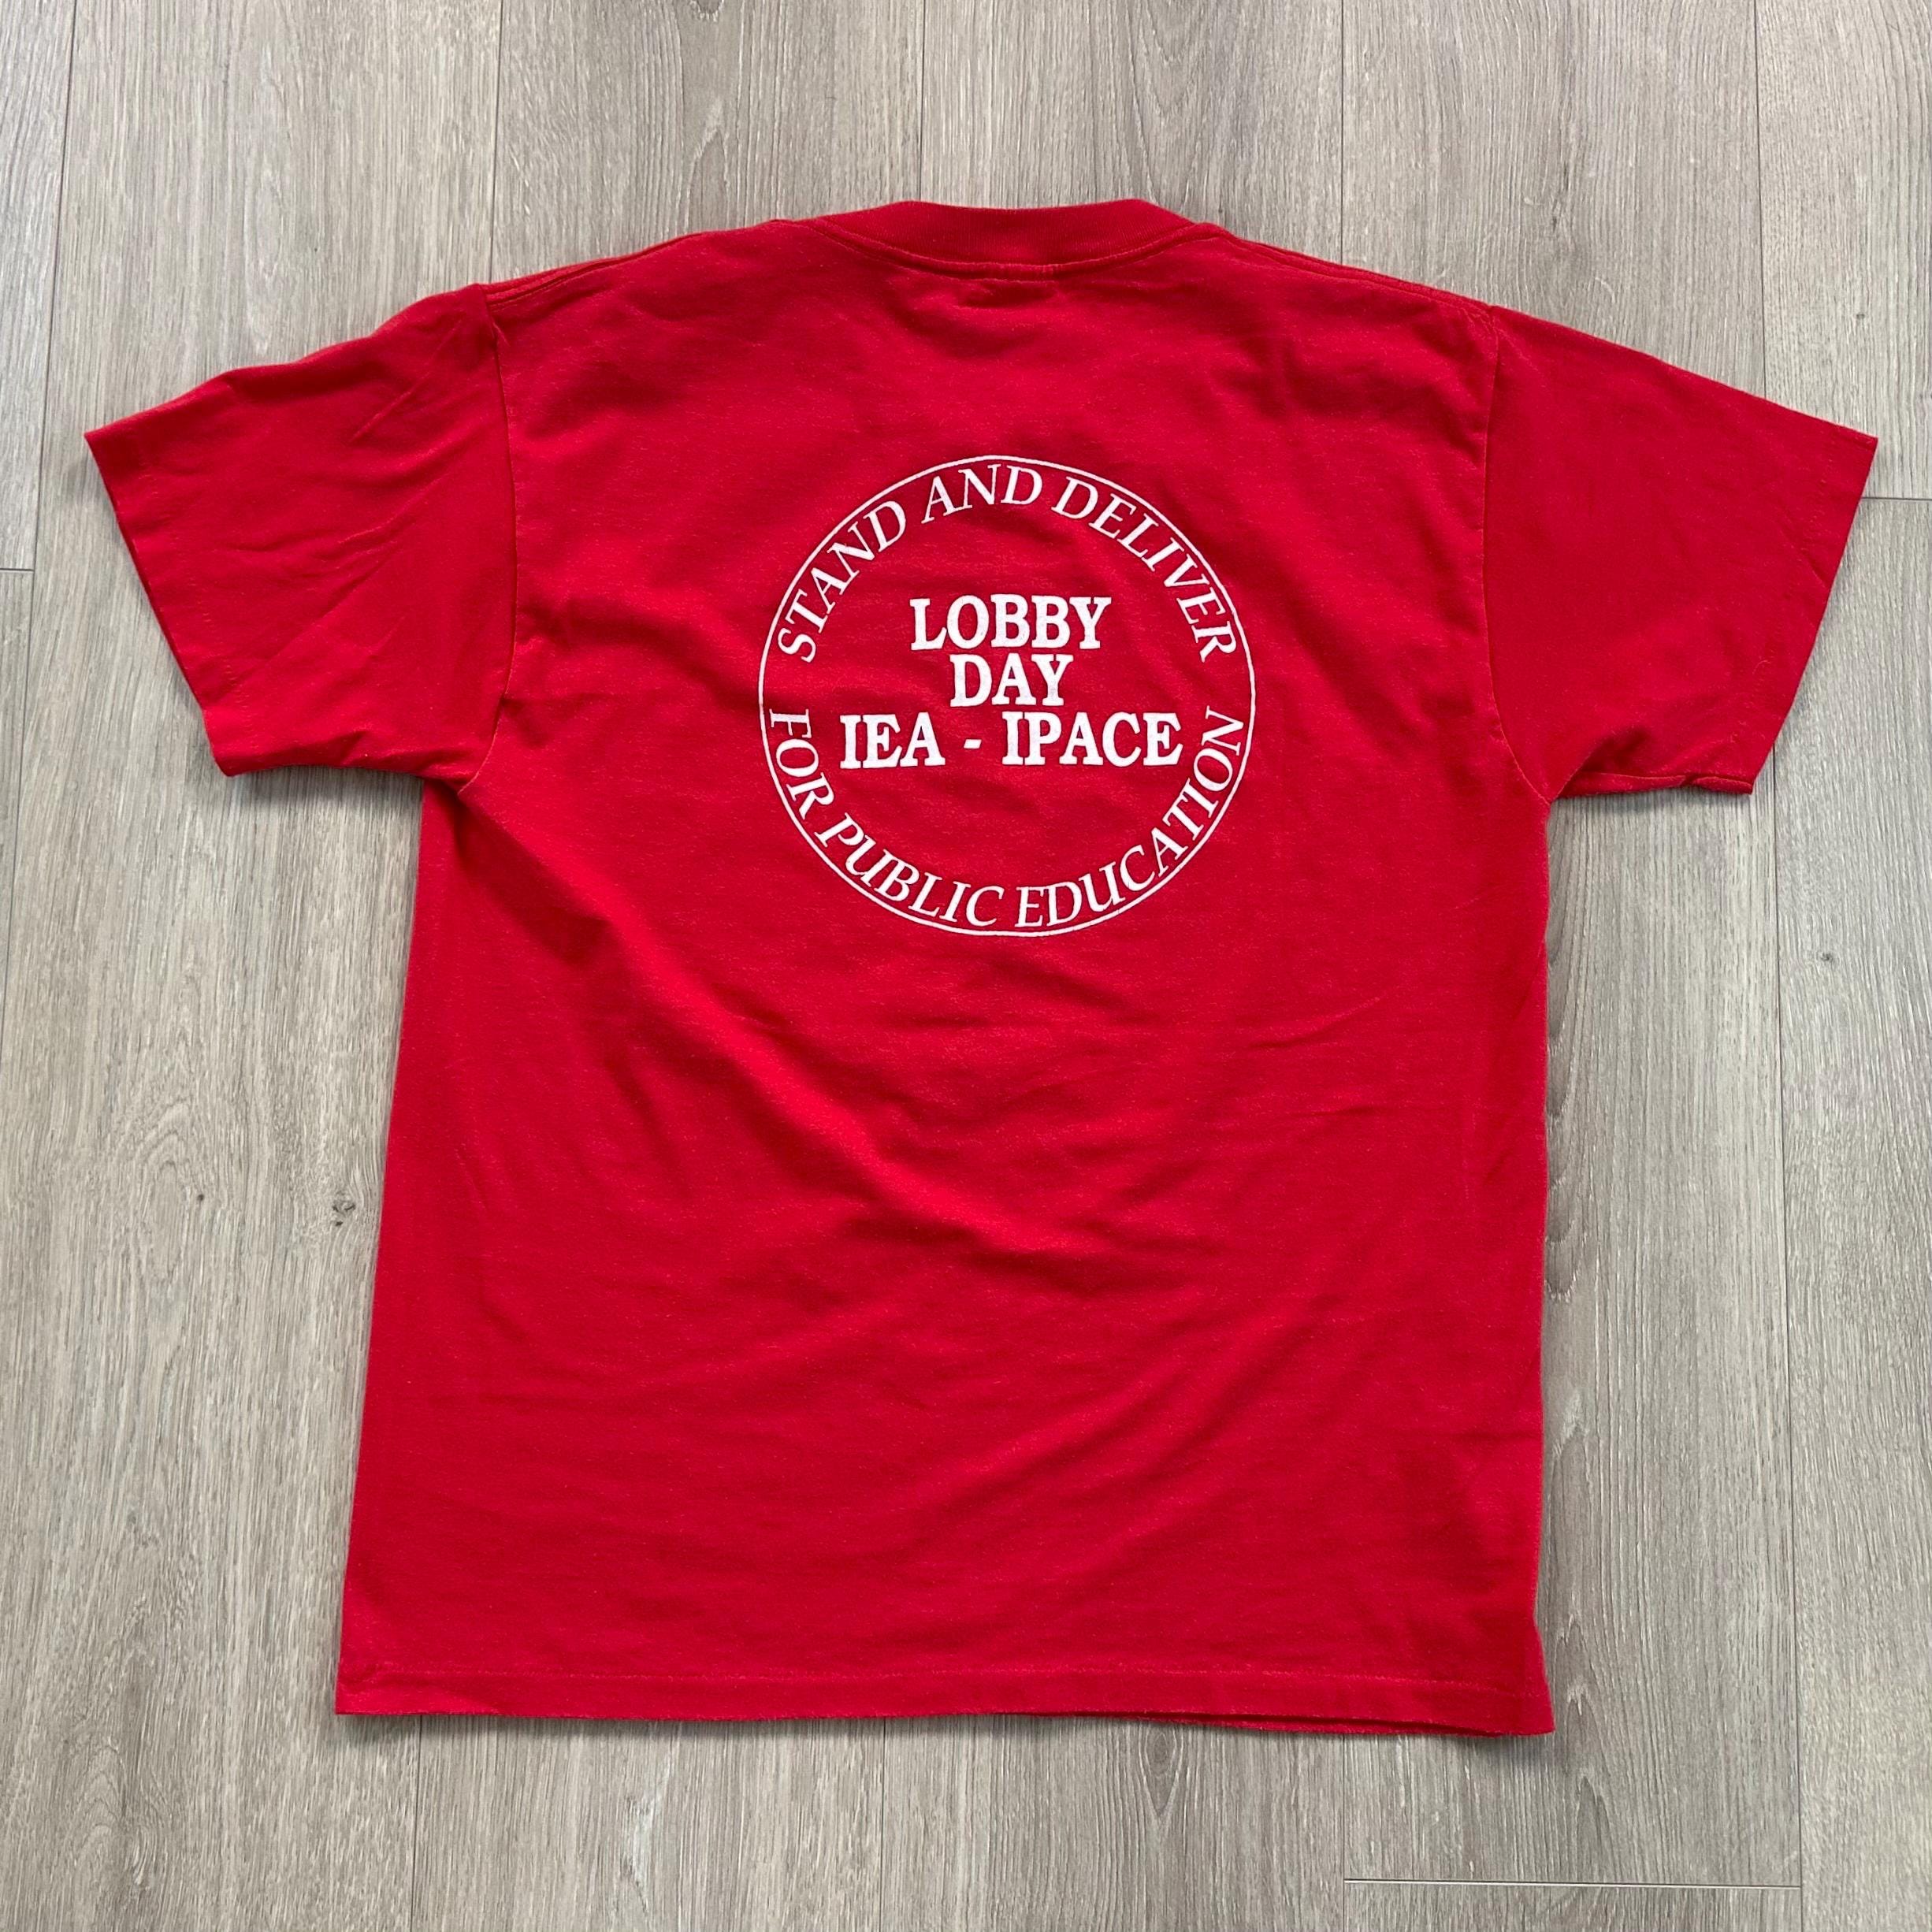 STAND AND DELIVER
LOBBY
DAY
IEA - IPACE
FOR PUBLIC EDUCATION